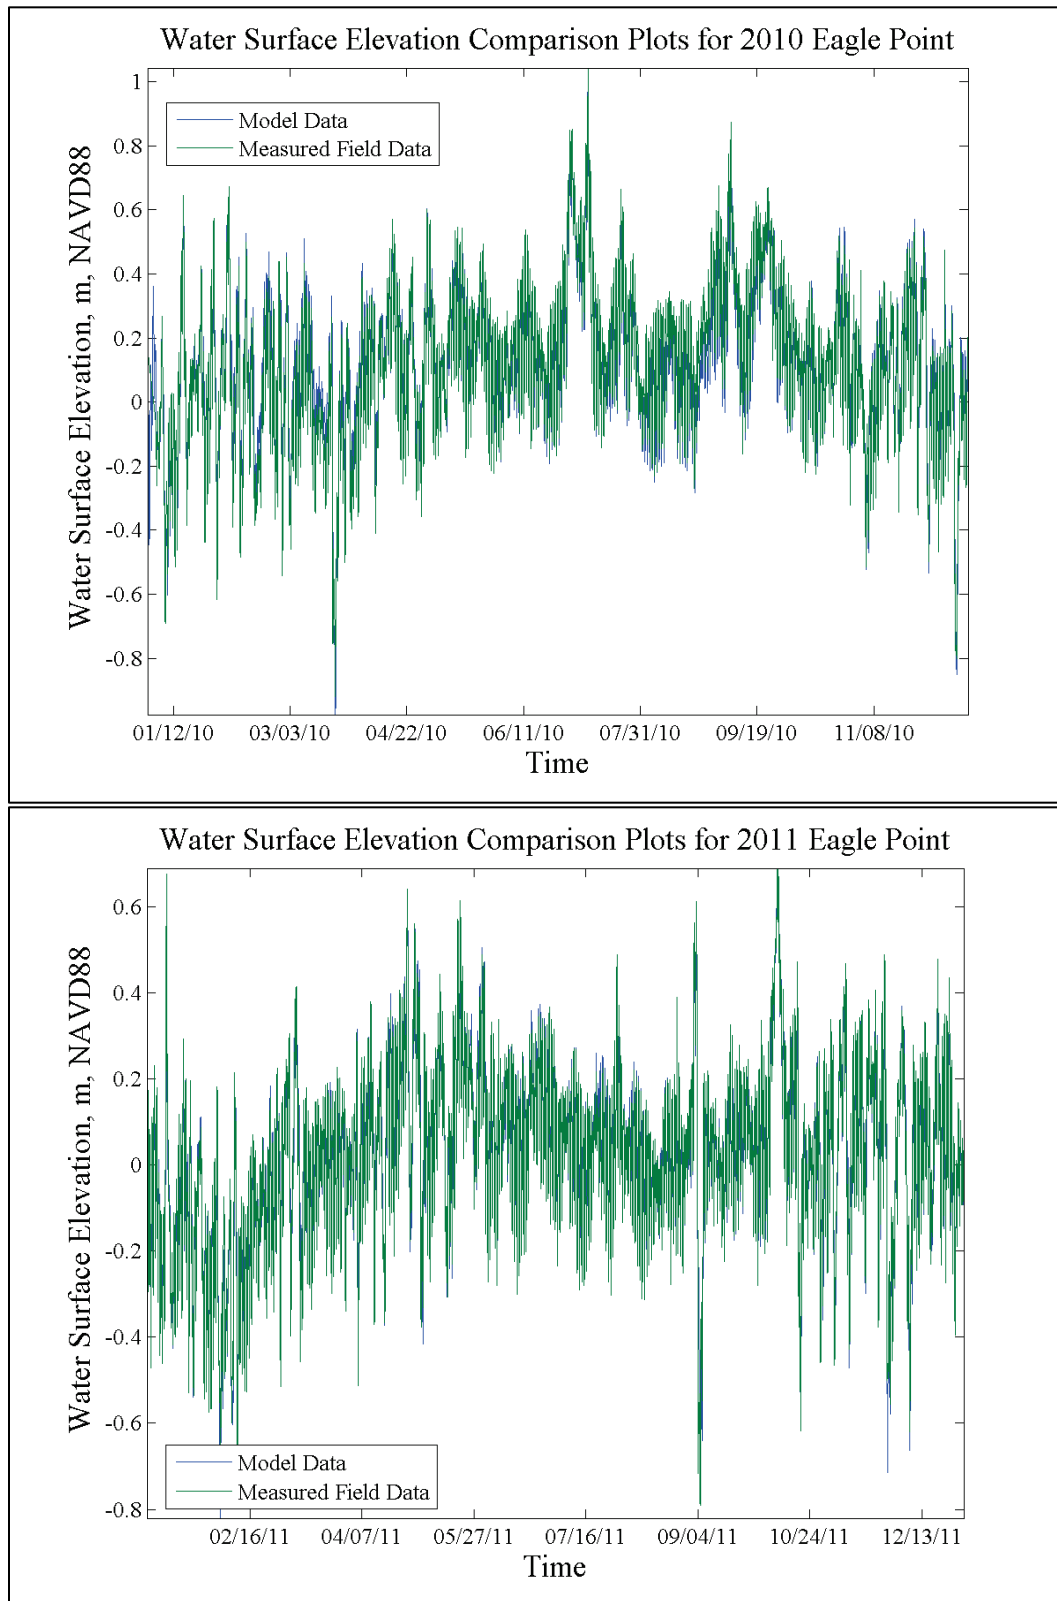 Water Surface Elevation Comparison Plots for 2010 Eagle Point
Water Surface Elevation, m, NAVD88
1
0.8
0.6
0.4
0.2
0
-0.2
-0.4
-0.6
-0.8
Model Data
Measured Field Data
01/12/10 03/03/10 04/22/10 06/11/10 07/31/10 09/19/10 11/08/10
Time
Water Surface Elevation Comparison Plots for 2011 Eagle Point
Water Surface Elevation, m, NAVD88
0.6
0.4
0.2
0
-0.2
-0.4
-0.6
-0.8
Model Data
Measured Field Data
02/16/11 04/07/11 05/27/11 07/16/11 09/04/11 10/24/11 12/13/11
Time